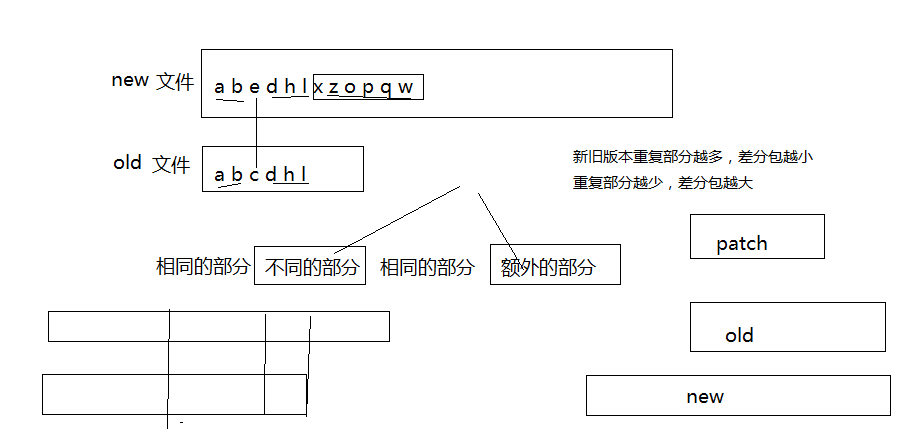 new 文件
a b e d h l x z o p q w
old 文件
a b c d h l
新旧版本重复部分越多，差分包越小
重复部分越少，差分包越大
patch
相同的部分 不同的部分 相同的部分 额外的部分
old
new